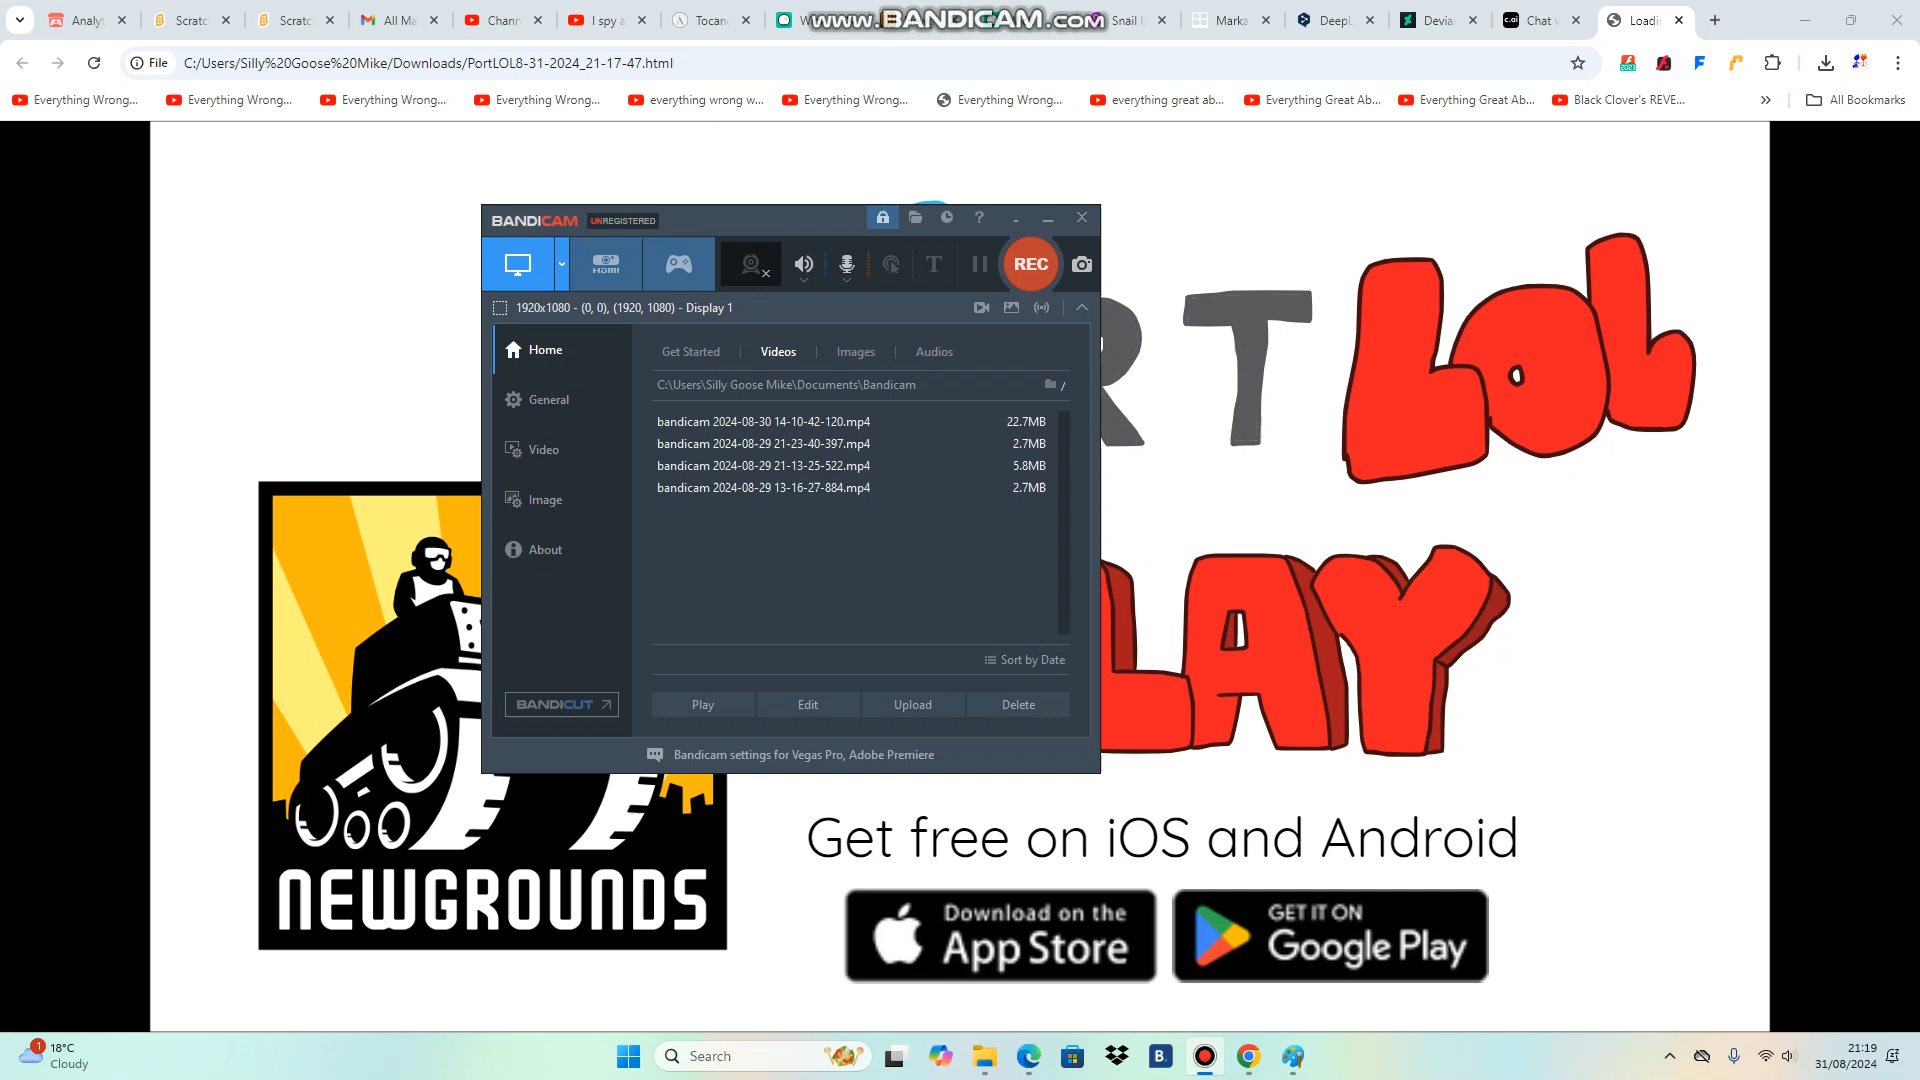 Analyt
Scratc
Scratc
All Ma
Chann
I spy a
Tocano
W
www.BANDICAM.com
Snail
Marka
DeepL
Devia
Chat w
Loadin
File
C:/Users/Silly%20Goose%20Mike/Downloads/PortLOL8-31-2024_21-17-47.html
Everything Wrong...
Everything Wrong...
Everything Wrong...
Everything Wrong...
everything wrong w...
Everything Wrong...
Everything Wrong...
everything great ab...
Everything Great Ab...
Everything Great Ab...
Black Clover's REVE...
All Bookmarks
BANDICAM UNREGISTERED
HDMI
T
REC
1920x1080 - (0, 0), (1920, 1080) - Display 1
Home
General
Video
Image
About
Get Started
Videos
Images
Audios
C:\Users\Silly Goose Mike\Documents\Bandicam
bandicam 2024-08-30 14-10-42-120.mp4 22.7MB
bandicam 2024-08-29 21-23-40-397.mp4 2.7MB
bandicam 2024-08-29 21-13-25-522.mp4 5.8MB
bandicam 2024-08-29 13-16-27-884.mp4 2.7MB
Sort by Date
BANDICUT
Play
Edit
Upload
Delete
Bandicam settings for Vegas Pro, Adobe Premiere
RT LOL
LAY
NEWGROUNDS
Get free on iOS and Android
Download on the
App Store
GET IT ON
Google Play
1
18°C
Cloudy
Search
B.
21:19
31/08/2024